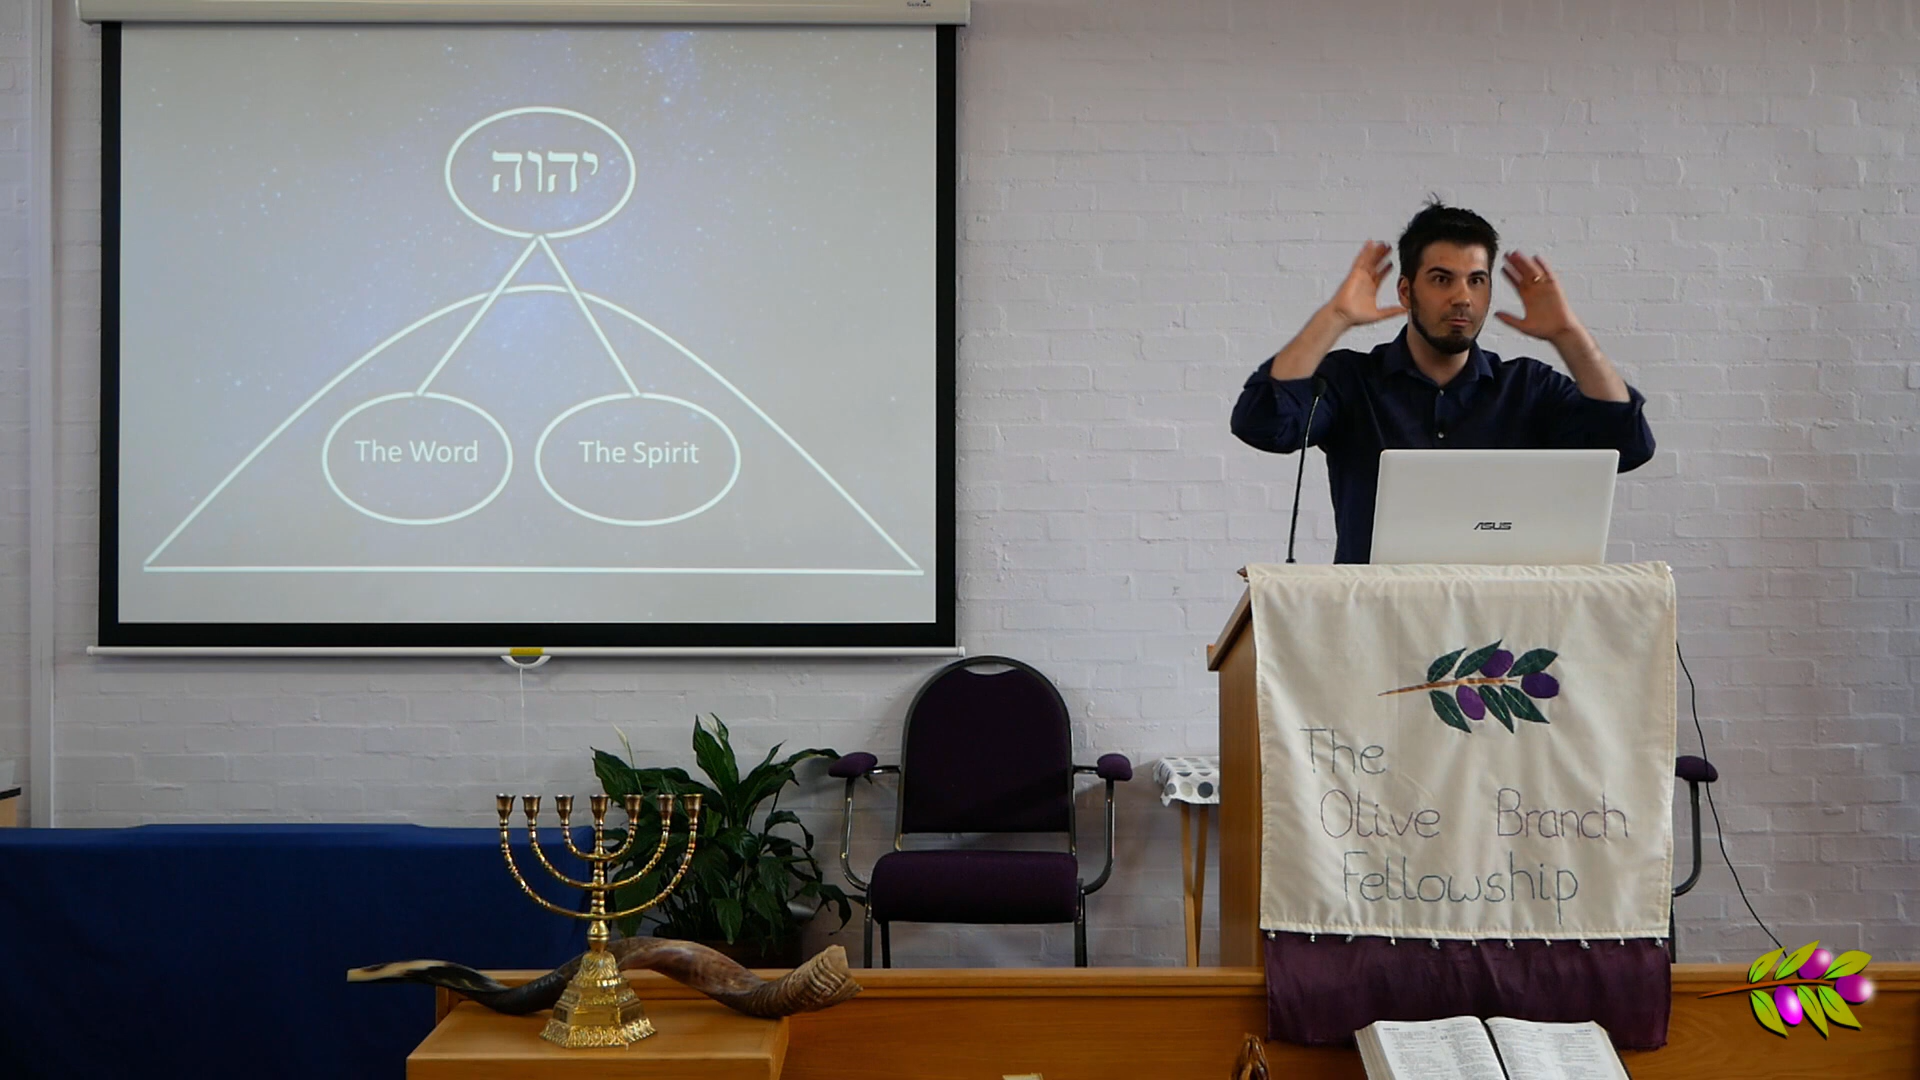 יהוה
The Word
The Spirit
ASUS
The
Olive Branch
Fellowship